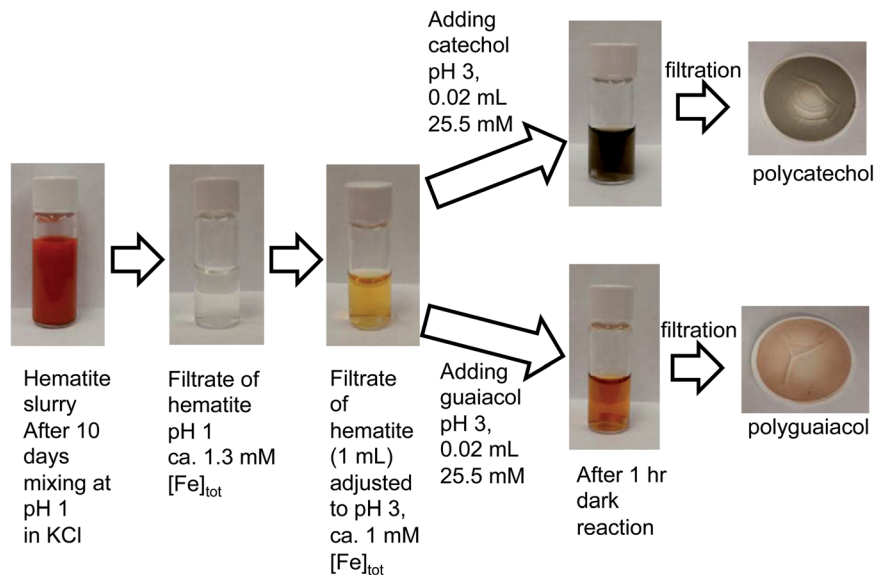 Adding
catechol
pH 3,
0.02 mL
25.5 mM
filtration
polycatechol
Hematite
slurry
After 10
days
mixing at
pH 1
in KCl
Filtrate of
hematite
pH 1
ca. 1.3 mM
[Fe]tot
Filtrate
of
hematite
(1 mL)
adjusted
to pH 3,
ca. 1 mM
[Fe]tot
Adding
guaiacol
pH 3,
0.02 mL
25.5 mM
After 1 hr
dark
reaction
filtration
polyguaiacol